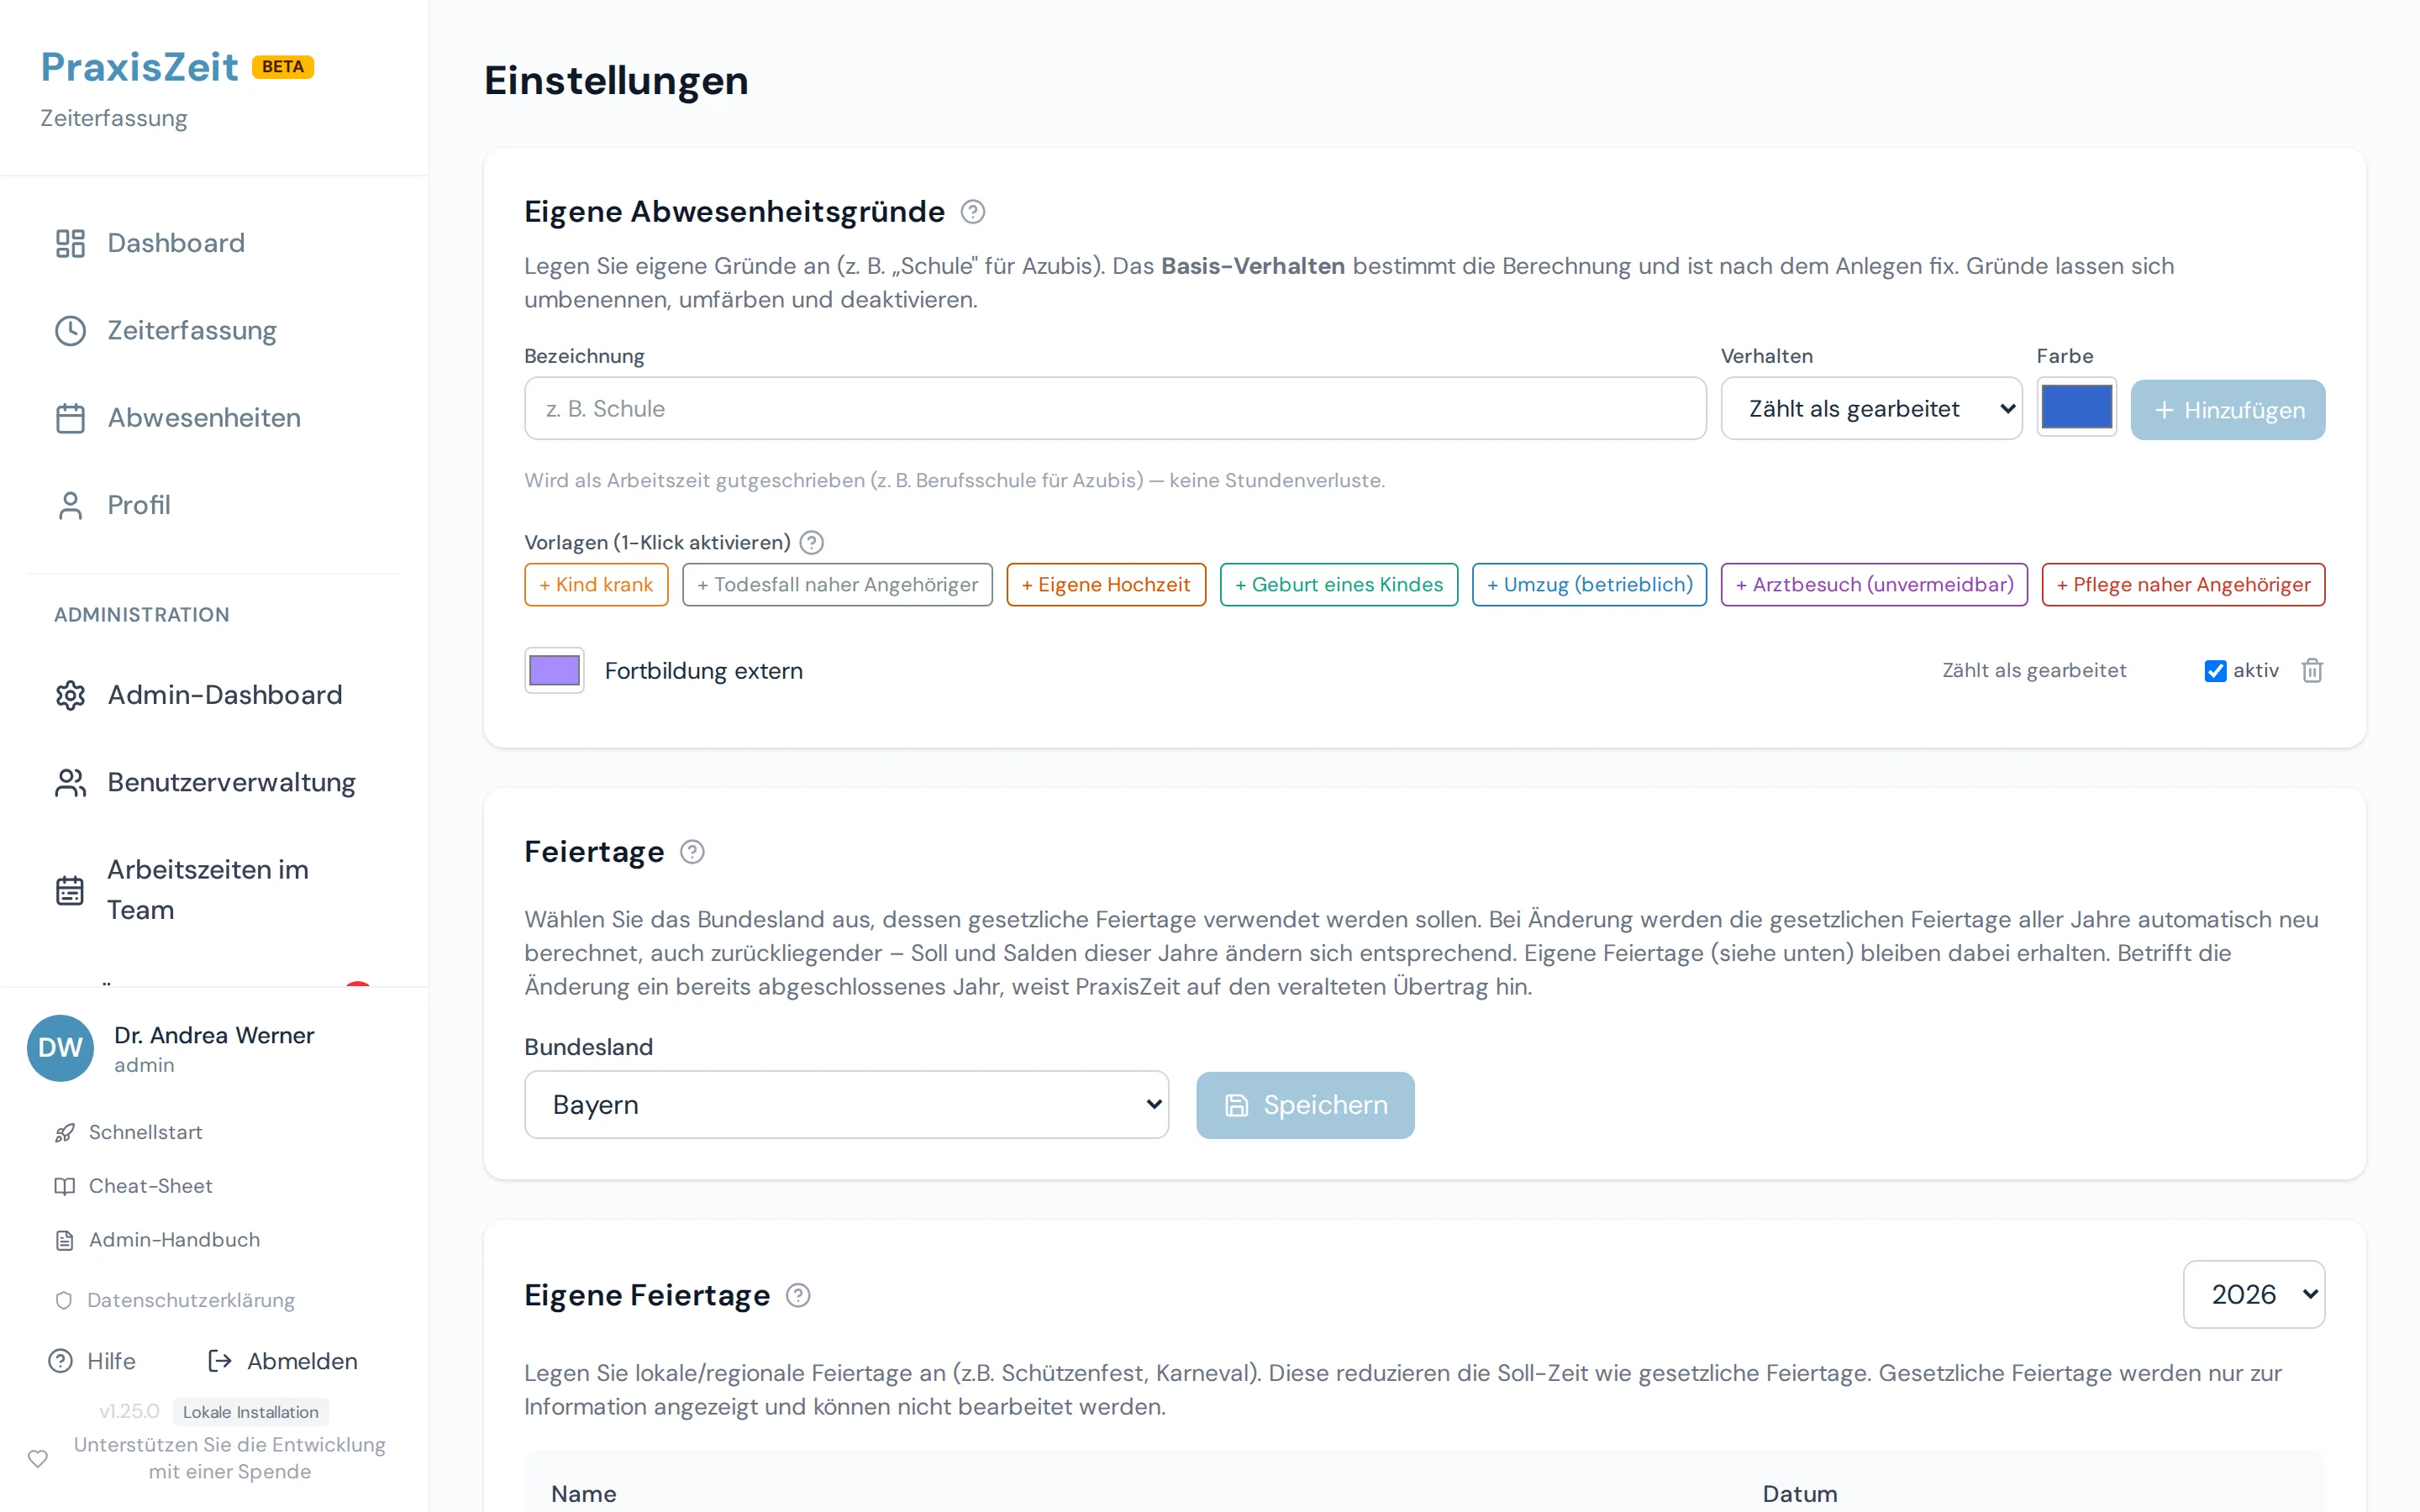 PraxisZeit BETA
Zeiterfassung
Dashboard
Zeiterfassung
Abwesenheiten
Profil
ADMINISTRATION
Admin-Dashboard
Benutzerverwaltung
Arbeitszeiten im
Team
DW
Dr. Andrea Werner
admin
Schnellstart
Cheat-Sheet
Admin-Handbuch
Datenschutzerklärung
Hilfe Abmelden
v1.25.0 Lokale Installation
Unterstützen Sie die Entwicklung
mit einer Spende
Einstellungen
Eigene Abwesenheitsgründe
Legen Sie eigene Gründe an (z. B. „Schule" für Azubis). Das Basis-Verhalten bestimmt die Berechnung und ist nach dem Anlegen fix. Gründe lassen sich
umbenennen, umfärben und deaktivieren.
Bezeichnung Verhalten Farbe
z. B. Schule Zählt als gearbeitet + Hinzufügen
Wird als Arbeitszeit gutgeschrieben (z. B. Berufsschule für Azubis) — keine Stundenverluste.
Vorlagen (1-Klick aktivieren)
+ Kind krank + Todesfall naher Angehöriger + Eigene Hochzeit + Geburt eines Kindes + Umzug (betrieblich) + Arztbesuch (unvermeidbar) + Pflege naher Angehöriger
Fortbildung extern Zählt als gearbeitet aktiv
Feiertage
Wählen Sie das Bundesland aus, dessen gesetzliche Feiertage verwendet werden sollen. Bei Änderung werden die gesetzlichen Feiertage aller Jahre automatisch neu
berechnet, auch zurückliegender – Soll und Salden dieser Jahre ändern sich entsprechend. Eigene Feiertage (siehe unten) bleiben dabei erhalten. Betrifft die
Änderung ein bereits abgeschlossenes Jahr, weist PraxisZeit auf den veralteten Übertrag hin.
Bundesland
Bayern Speichern
Eigene Feiertage 2026
Legen Sie lokale/regionale Feiertage an (z.B. Schützenfest, Karneval). Diese reduzieren die Soll-Zeit wie gesetzliche Feiertage. Gesetzliche Feiertage werden nur zur
Information angezeigt und können nicht bearbeitet werden.
Name Datum